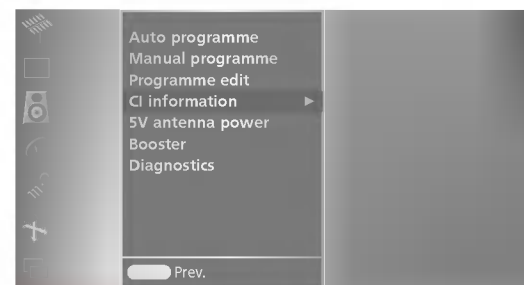 Auto programme
Manual programme
Programme edit
CI information
5V antenna power
Booster
Diagnostics
Prev.